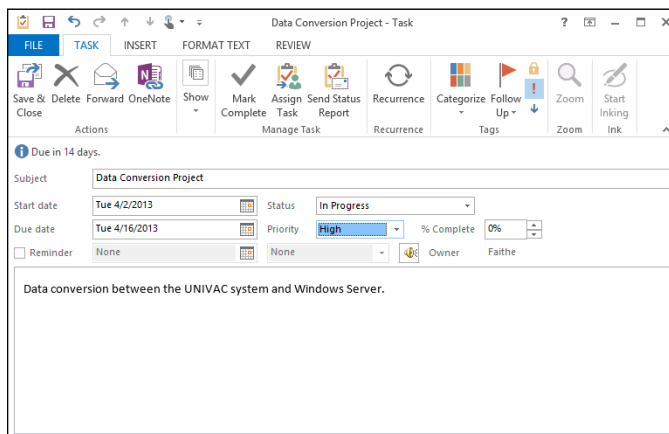 Data Conversion Project - Task
FILE TASK INSERT FORMAT TEXT REVIEW
Save & Close Delete Forward OneNote Show Mark Complete Assign Task Send Status Report Recurrence Categorize Follow Up Zoom Start Inking
Actions Manage Task Recurrence Tags Zoom Ink
Due in 14 days.
Subject Data Conversion Project
Start date Tue 4/2/2013 Status In Progress
Due date Tue 4/16/2013 Priority High % Complete 0%
Reminder None None Owner Faithe
Data conversion between the UNIVAC system and Windows Server.